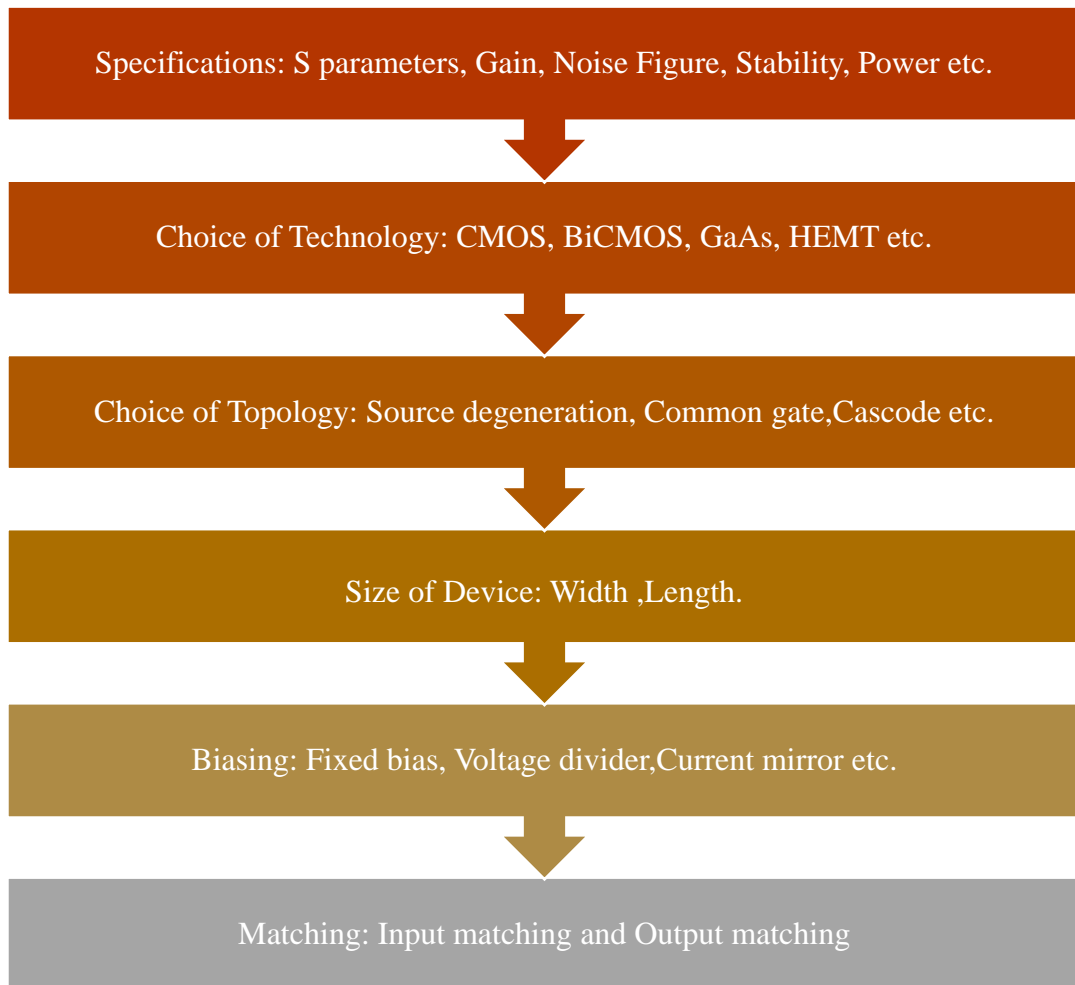 Specifications: S parameters, Gain, Noise Figure, Stability, Power etc.
Choice of Technology: CMOS, BiCMOS, GaAs, HEMT etc.
Choice of Topology: Source degeneration, Common gate,Cascode etc.
Size of Device: Width ,Length.
Biasing: Fixed bias, Voltage divider,Current mirror etc.
Matching: Input matching and Output matching